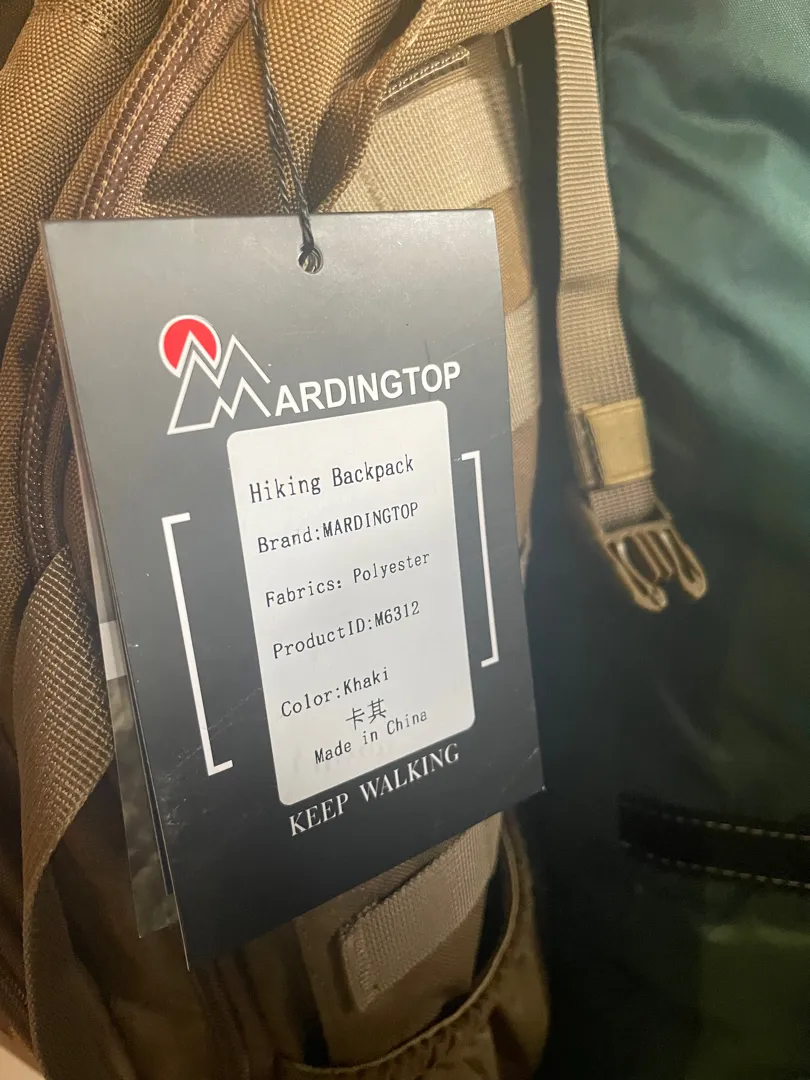 MARDINGTOP
Hiking Backpack
Brand:MARDINGTOP
Fabrics: Polyester
ProductID:M6312
Color:Khaki
卡其
Made in China
KEEP WALKING